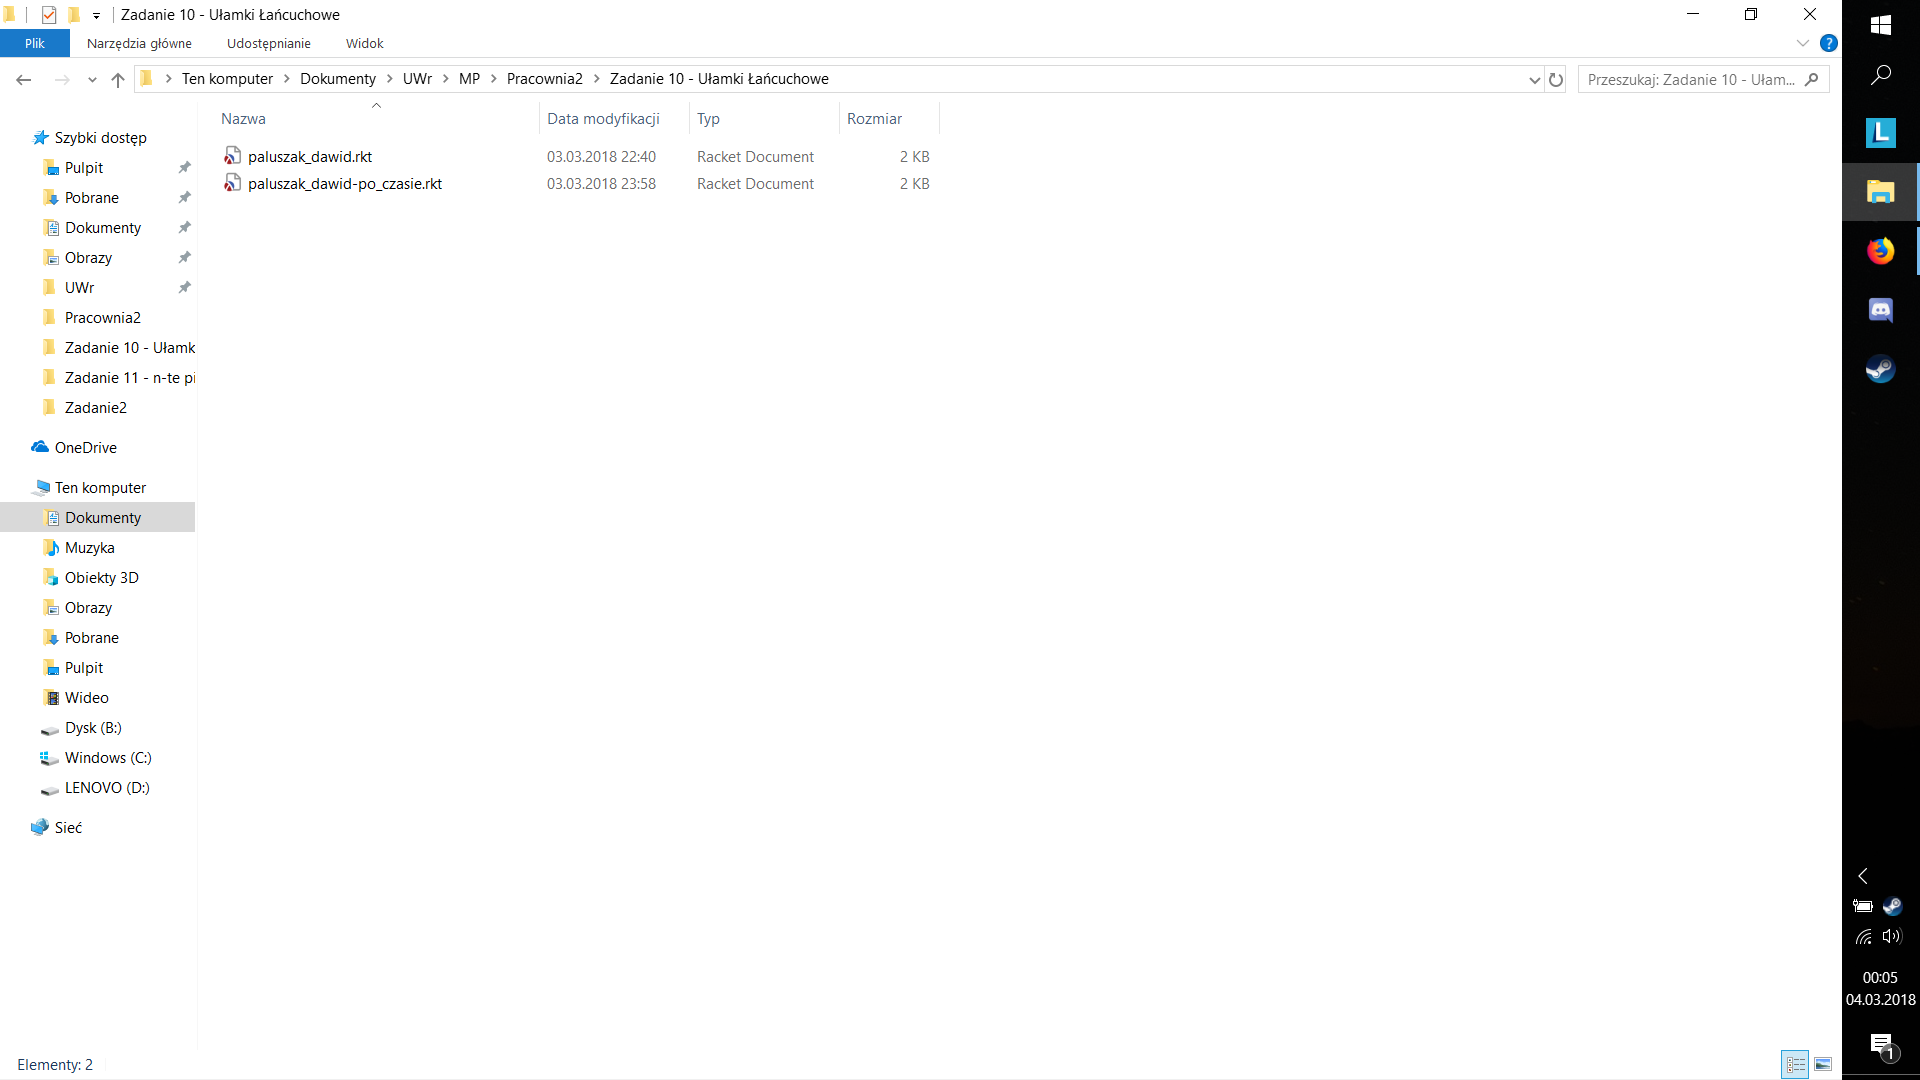 Zadanie 10 - Ułamki Łańcuchowe
Plik Narzędzia główne Udostępnianie Widok
Ten komputer Dokumenty UWr MP Pracownia2 Zadanie 10 - Ułamki Łańcuchowe
Przeszukaj: Zadanie 10 - Ułam...
Szybki dostęp
Pulpit
Pobrane
Dokumenty
Obrazy
UWr
Pracownia2
Zadanie 10 - Ułamk
Zadanie 11 - n-te pi
Zadanie2
OneDrive
Ten komputer
Dokumenty
Muzyka
Obiekty 3D
Obrazy
Pobrane
Pulpit
Wideo
Dysk (B:)
Windows (C:)
LENOVO (D:)
Sieć
Nazwa Data modyfikacji Typ Rozmiar
paluszak_dawid.rkt 03.03.2018 22:40 Racket Document 2 KB
paluszak_dawid-po_czasie.rkt 03.03.2018 23:58 Racket Document 2 KB
Elementy: 2
L
00:05
04.03.2018
1